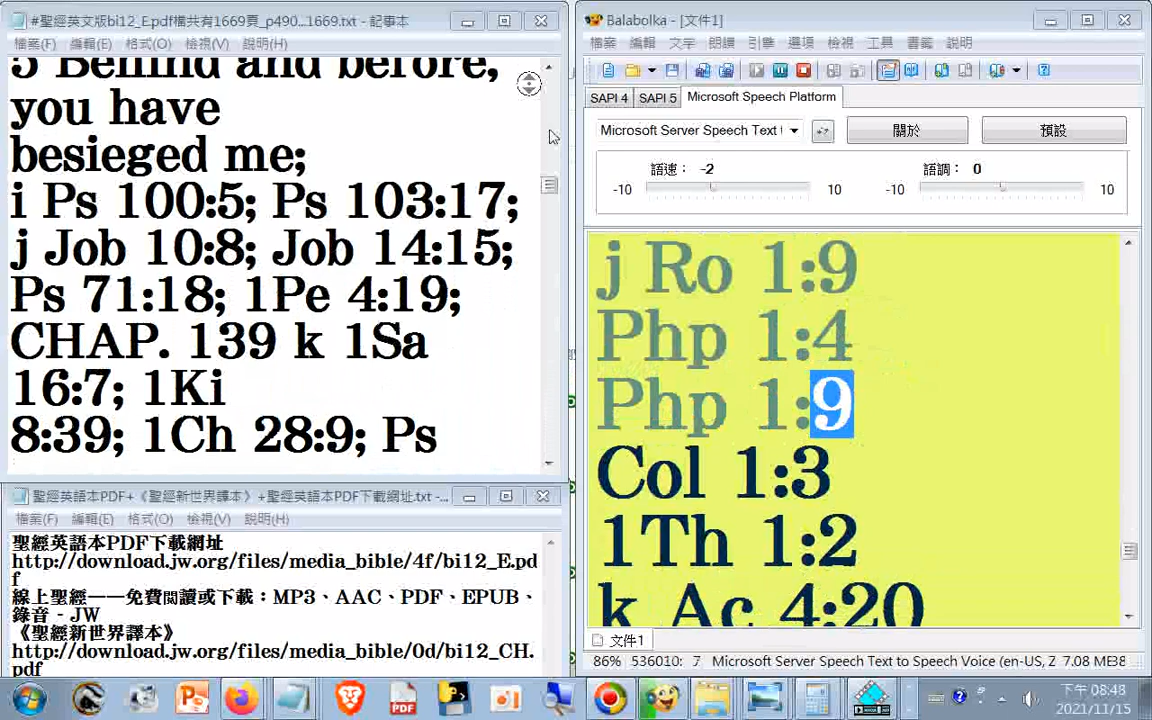 #聖經英文版bi12_E.pdf檔共有1669頁_p490...1669.txt - 記事本
檔案(F) 編輯(E) 格式(O) 檢視(V) 說明(H)
5 Behind and before,
you have
besieged me;
i Ps 100:5; Ps 103:17;
j Job 10:8; Job 14:15;
Ps 71:18; 1Pe 4:19;
CHAP. 139 k 1Sa
16:7; 1Ki
8:39; 1Ch 28:9; Ps
聖經英語本PDF+《聖經新世界譯本》+聖經英語本PDF下載網址.txt - ...
檔案(F) 編輯(E) 格式(O) 檢視(V) 說明(H)
聖經英語本PDF下載網址
http://download.jw.org/files/media_bible/4f/bi12_E.pd
f
線上聖經——免費閱讀或下載：MP3、AAC、PDF、EPUB、
錄音 - JW
《聖經新世界譯本》
http://download.jw.org/files/media_bible/0d/bi12_CH.
pdf
Balabolka - [文件1]
檔案 編輯 文字 朗讀 引擎 選項 檢視 工具 書籤 說明
SAPI 4 SAPI 5 Microsoft Speech Platform
Microsoft Server Speech Text
關於 預設
語速： -2 語調： 0
-10 10 -10 10
j Ro 1:9
Php 1:4
Php 1:9
Col 1:3
1Th 1:2
k Ac 4:20
文件1
86% 536010: 7 Microsoft Server Speech Text to Speech Voice (en-US, Z 7.08 MB
PDF
下午 08:48
2021/11/15